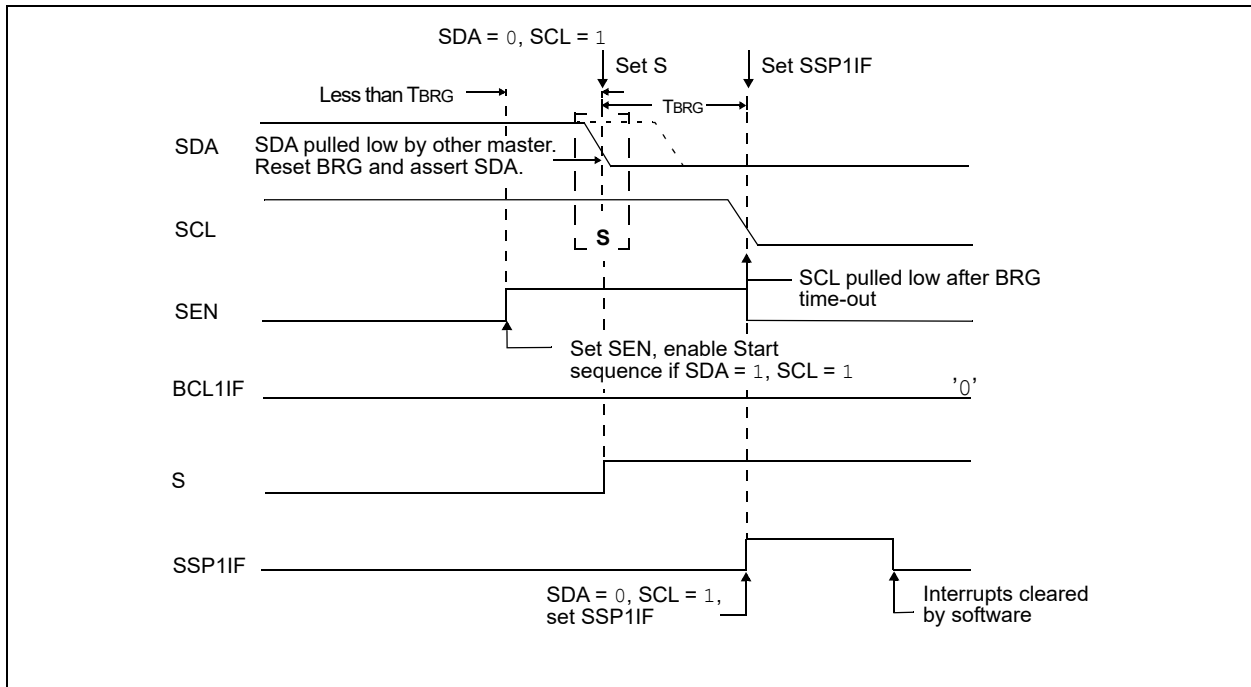 SDA = 0, SCL = 1
Set S
Set SSP1IF
Less than TBRG
TBRG
SDA
SDA pulled low by other master.
Reset BRG and assert SDA.
SCL
S
SCL pulled low after BRG
time-out
SEN
Set SEN, enable Start
sequence if SDA = 1, SCL = 1
BCL1IF
'0'
S
SSP1IF
SDA = 0, SCL = 1,
set SSP1IF
Interrupts cleared
by software